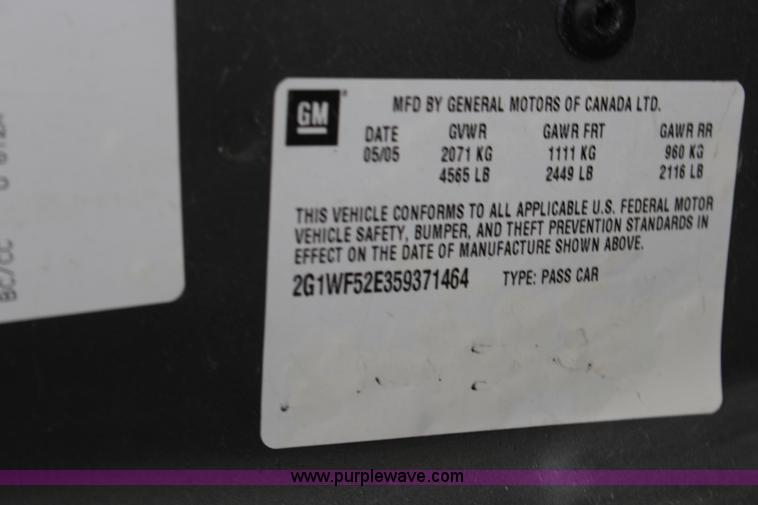 GM
MFD BY GENERAL MOTORS OF CANADA LTD.
DATE GVWR GAWR FRT GAWR RR
05/05 2071 KG 1111 KG 960 KG
4565 LB 2449 LB 2116 LB
THIS VEHICLE CONFORMS TO ALL APPLICABLE U.S. FEDERAL MOTOR
VEHICLE SAFETY, BUMPER, AND THEFT PREVENTION STANDARDS IN
EFFECT ON THE DATE OF MANUFACTURE SHOWN ABOVE.
2G1WF52E359371464 TYPE: PASS CAR
BC/CC
www.purplewave.com